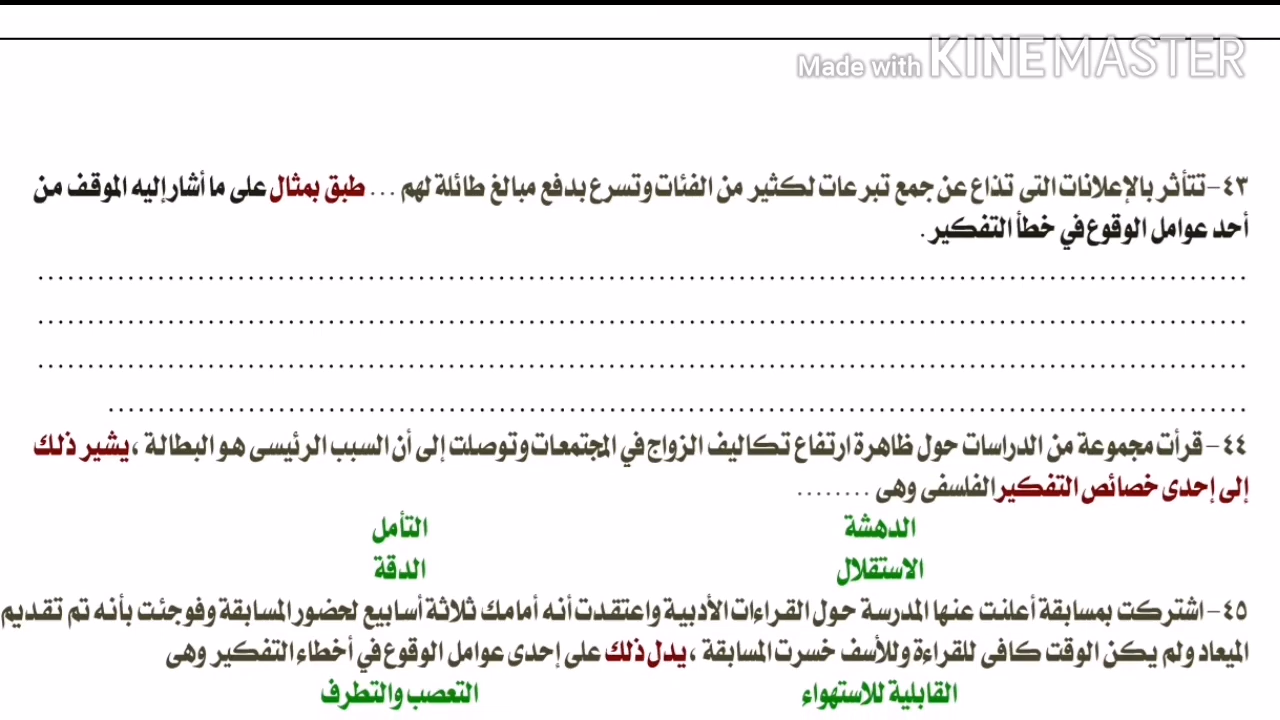 Made with KINEMASTER
٤٣- تتأثر بالإعلانات التى تذاع عن جمع تبرعات لكثير من الفئات وتسرع بدفع مبالغ طائلة لهم ... طبق بمثال على ما أشار إليه الموقف من
أحد عوامل الوقوع في خطأ التفكير .
٤٤- قرأت مجموعة من الدراسات حول ظاهرة ارتفاع تكاليف الزواج في المجتمعات وتوصلت إلى أن السبب الرئيسى هو البطالة ، يشير ذلك
إلى إحدى خصائص التفكير الفلسفى وهى ........
الدهشة التأمل
الاستقلال الدقة
٤٥- اشتركت بمسابقة أعلنت عنها المدرسة حول القراءات الأدبية واعتقدت أنه أمامك ثلاثة أسابيع لحضور المسابقة وفوجئت بأنه تم تقديم
الميعاد ولم يكن الوقت كافى للقراءة وللأسف خسرت المسابقة ، يدل ذلك على إحدى عوامل الوقوع في أخطاء التفكير وهى
القابلية للاستهواء التعصب والتطرف